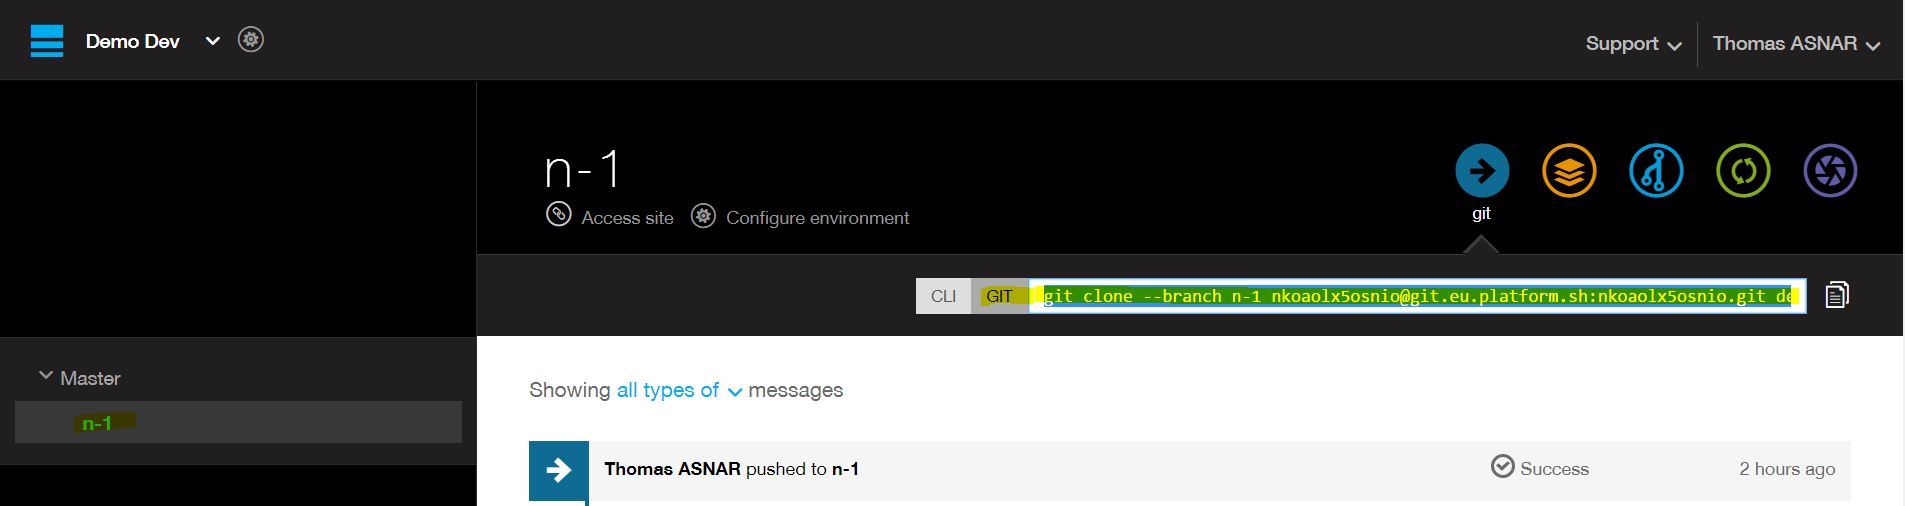 Demo Dev
Support
Thomas ASNAR
n-1
Access site
Configure environment
git
CLI
GIT
git clone --branch n-1 nkoaolx5osnio@git.eu.platform.sh:nkoaolx5osnio.git de
Master
n-1
Showing all types of messages
Thomas ASNAR pushed to n-1
Success
2 hours ago